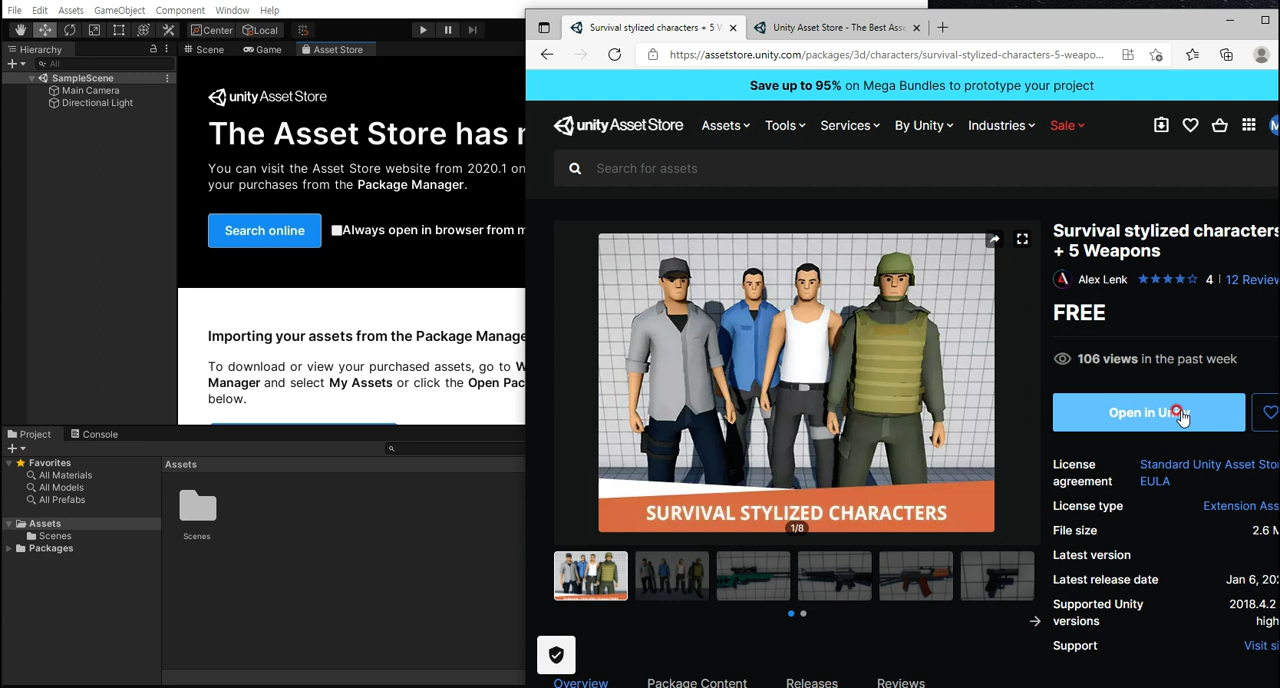 File Edit Assets GameObject Component Window Help
Center Local
Hierarchy
All
SampleScene
Main Camera
Directional Light
Scene Game Asset Store
unity Asset Store
The Asset Store has
You can visit the Asset Store website from 2020.1 on
your purchases from the Package Manager.
Search online
Always open in browser from
Importing your assets from the Package Manage
To download or view your purchased assets, go to W
Manager and select My Assets or click the Open Pac
below.
Project Console
Favorites
All Materials
All Models
All Prefabs
Assets
Scenes
Packages
Assets
Scenes
Survival stylized characters + 5 Unity Asset Store - The Best Asse
https://assetstore.unity.com/packages/3d/characters/survival-stylized-characters-5-weapo...
Save up to 95% on Mega Bundles to prototype your project
unity Asset Store Assets Tools Services By Unity Industries Sale
Search for assets
SURVIVAL STYLIZED CHARACTERS
1/8
Survival stylized characters
+ 5 Weapons
Alex Lenk 4 | 12 Review
FREE
106 views in the past week
Open in
License agreement Standard Unity Asset Sto
EULA
License type Extension Ass
File size 2.6 M
Latest version
Latest release date Jan 6, 202
Supported Unity versions 2018.4.2
high
Support Visit si
Overview Package Content Releases Reviews